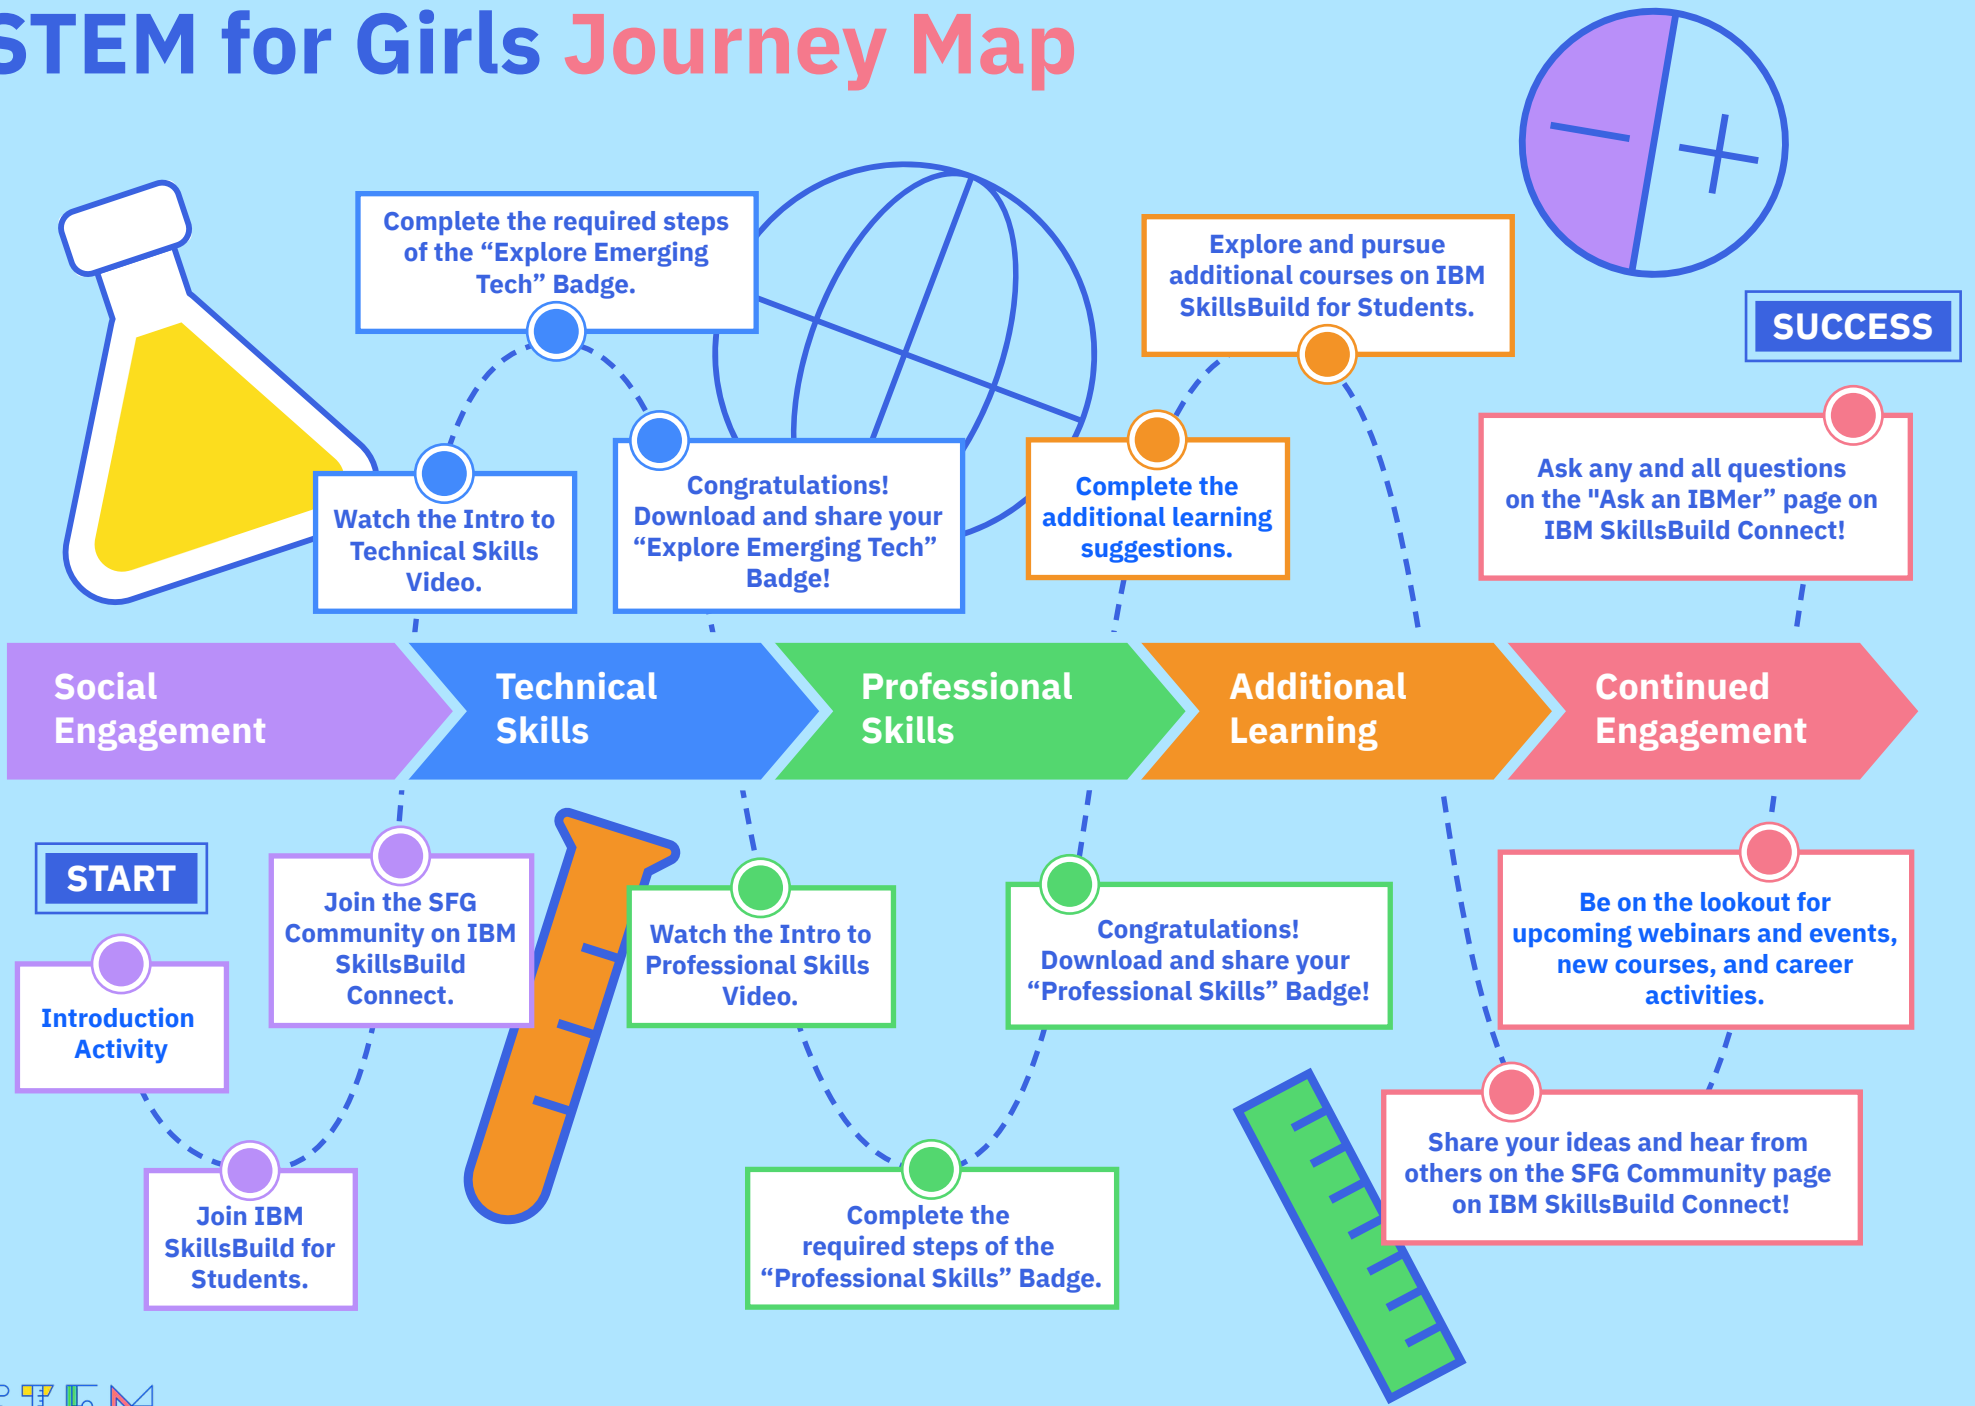 STEM for Girls Journey Map
Complete the required steps
of the “Explore Emerging
Tech” Badge.
Explore and pursue
additional courses on IBM
SkillsBuild for Students.
SUCCESS
Watch the Intro to
Technical Skills
Video.
Congratulations!
Download and share your
“Explore Emerging Tech”
Badge!
Complete the
additional learning
suggestions.
Ask any and all questions
on the "Ask an IBMer” page on
IBM SkillsBuild Connect!
Social
Engagement
Technical
Skills
Professional
Skills
Additional
Learning
Continued
Engagement
START
Introduction
Activity
Join the SFG
Community on IBM
SkillsBuild
Connect.
Join IBM
SkillsBuild for
Students.
Watch the Intro to
Professional Skills
Video.
Complete the
required steps of the
“Professional Skills” Badge.
Congratulations!
Download and share your
“Professional Skills” Badge!
Be on the lookout for
upcoming webinars and events,
new courses, and career
activities.
Share your ideas and hear from
others on the SFG Community page
on IBM SkillsBuild Connect!
STEM